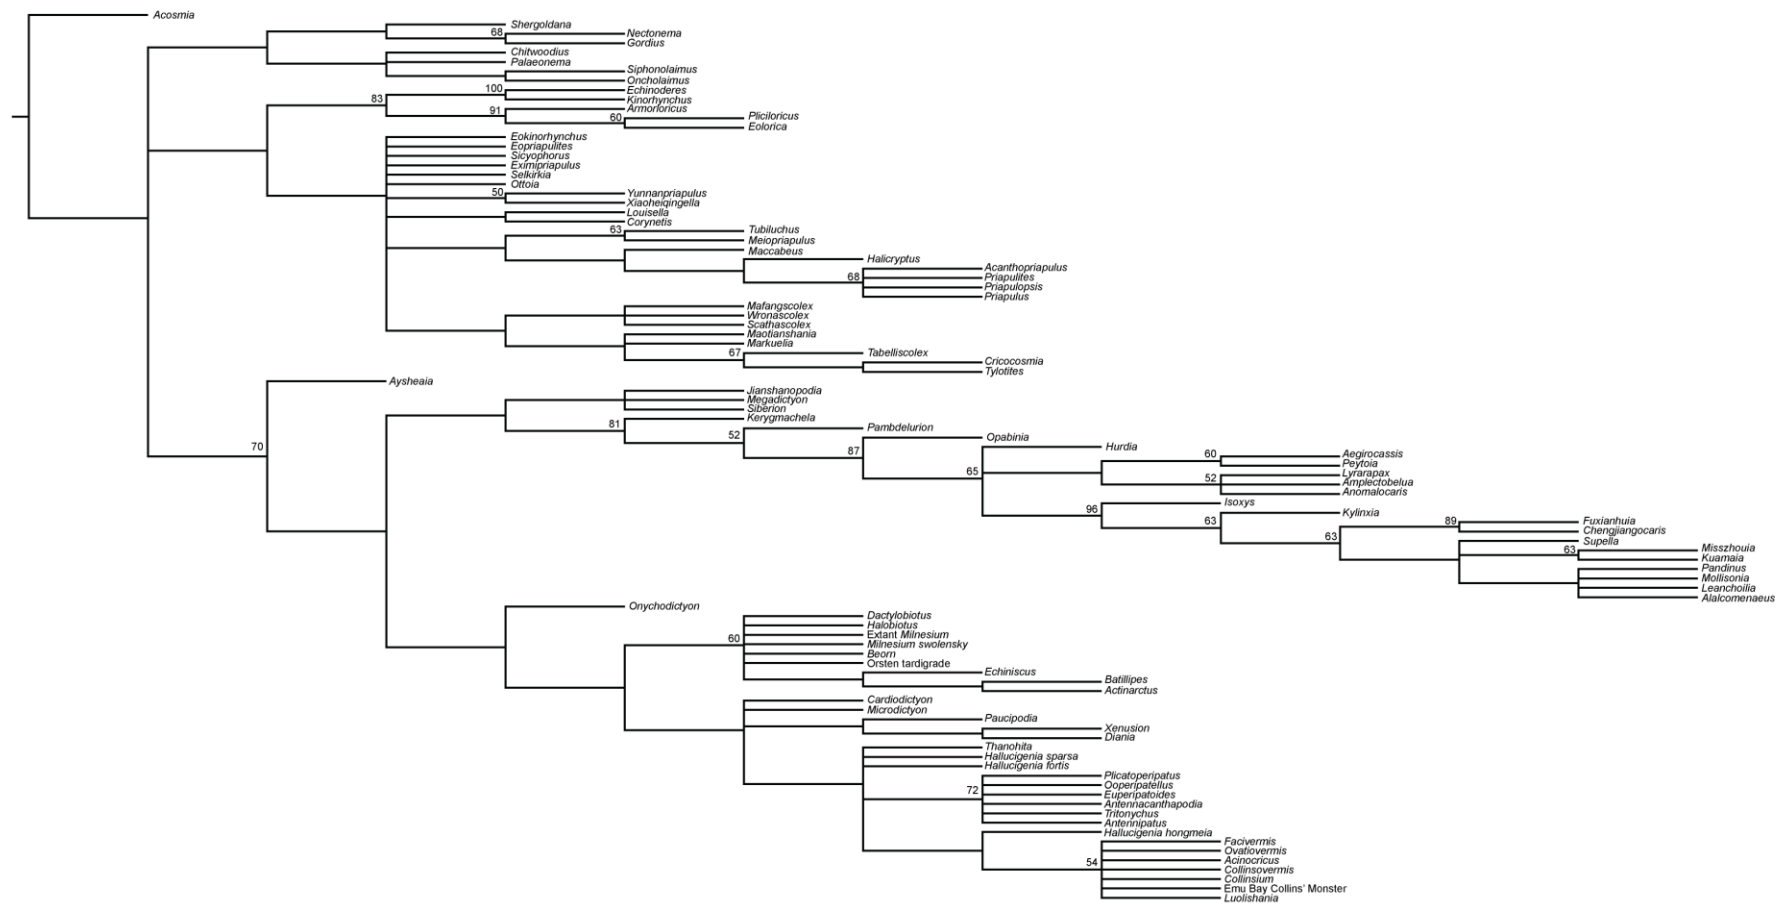 Acosmia
Shergoldana
68
Nectonema
Gordius
Chitwoodius
Palaeonema
Siphonolaimus
Oncholaimus
100
Echinoderes
83
Kinorhynchus
91
Armorloricus
60
Pliciloricus
Eolorica
Eokinorhynchus
Eopriapulites
Sicyophorus
Eximipriapulus
Selkirkia
Ottoia
50
Yunnanpriapulus
Xiaoheiqingella
Louisella
Corynetis
63
Tubiluchus
Meiopriapulus
Maccabeus
Halicryptus
68
Acanthopriapulus
Priapulites
Priapulopsis
Priapulus
Mafangscolex
Wronascolex
Scathascolex
Maotianshania
Markuelia
67
Tabelliscolex
Cricocosmia
Tylotites
70
Aysheaia
Jianshanopodia
Megadictyon
Siberion
81
Kerygmachela
52
Pambdelurion
87
Opabinia
65
Hurdia
60
Aegirocassis
Peytoia
52
Lyrarapax
Amplectobelua
Anomalocaris
96
Isoxys
63
Kylinxia
63
89
Fuxianhuia
Chengjiangocaris
Supella
63
Misszhouia
Kuamaia
Pandinus
Mollisonia
Leanchoilia
Alalcomenaeus
Onychodictyon
60
Dactylobiotus
Halobiotus
Extant Milnesium
Milnesium swolensky
Beorn
Orsten tardigrade
Echiniscus
Batillipes
Actinarctus
Cardiodictyon
Microdictyon
Paucipodia
Xenusion
Diania
Thanohita
Hallucigenia sparsa
Hallucigenia fortis
72
Plicatoperipatus
Ooperipatellus
Euperipatoides
Antennacanthapodia
Tritonychus
Antennipatus
Hallucigenia hongmeia
54
Facivermis
Ovatiovermis
Acinocricus
Collinsovermis
Collinsium
Emu Bay Collins' Monster
Luolishania